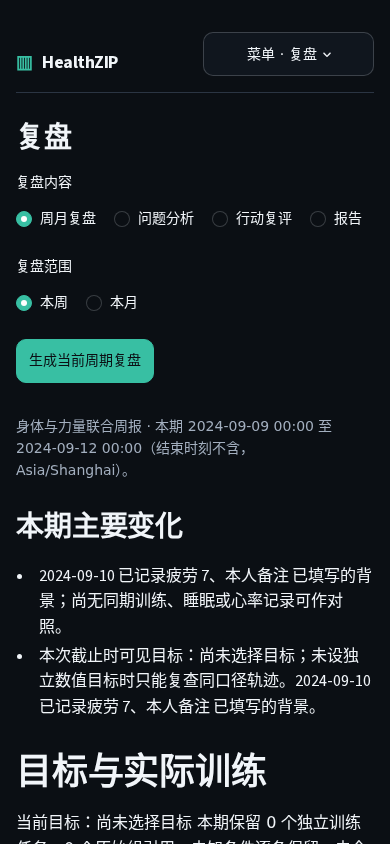 HealthZIP
菜单 · 复盘
复盘
复盘内容
周月复盘 问题分析 行动复评 报告
复盘范围
本周 本月
生成当前周期复盘
身体与力量联合周报 · 本期 2024-09-09 00:00 至
2024-09-12 00:00（结束时刻不含，
Asia/Shanghai）。
本期主要变化
2024-09-10 已记录疲劳 7、本人备注 已填写的背
景；尚无同期训练、睡眠或心率记录可作对
照。
本次截止时可见目标：尚未选择目标；未设独
立数值目标时只能复查同口径轨迹。2024-09-10
已记录疲劳 7、本人备注 已填写的背景。
目标与实际训练
当前目标：尚未选择目标 本期保留 0 个独立训练